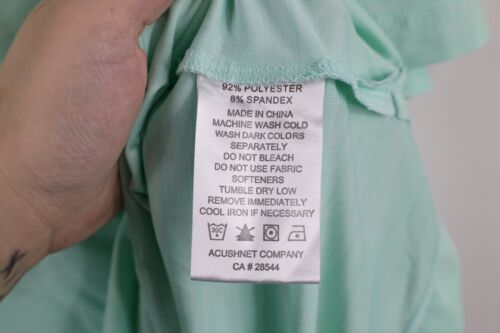 92% POLYESTER
8% SPANDEX
MADE IN CHINA
MACHINE WASH COLD
WASH DARK COLORS
SEPARATELY
DO NOT BLEACH
DO NOT USE FABRIC
SOFTENERS
TUMBLE DRY LOW
REMOVE IMMEDIATELY
COOL IRON IF NECESSARY
30C
ACUSHNET COMPANY
CA # 28544